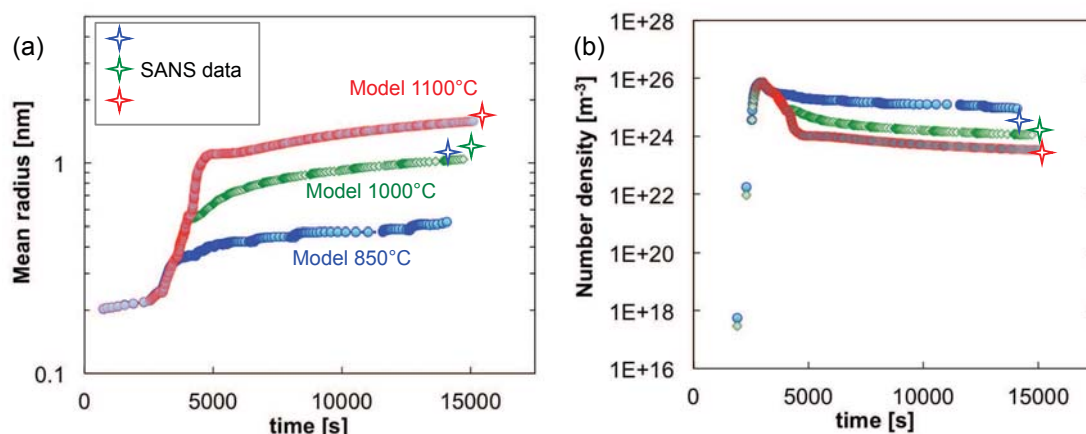 (a)
SANS data
Model 1100°C
Model 1000°C
Model 850°C
Mean radius [nm]
1
0.1
0
5000
10000
15000
time [s]
(b)
1E+28
1E+26
1E+24
1E+22
1E+20
1E+18
1E+16
Number density [m-3]
0
5000
10000
15000
time [s]